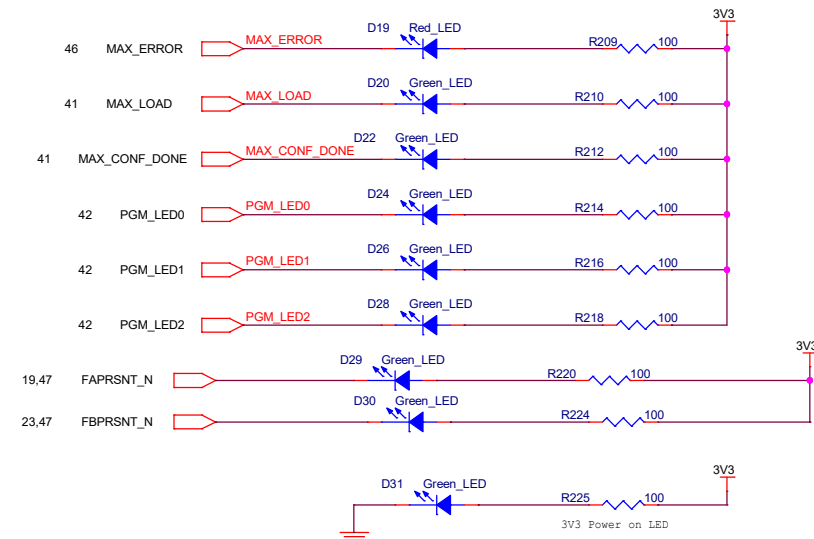 3V3
D19 Red_LED
46 MAX_ERROR MAX_ERROR R209 100
D20 Green_LED
41 MAX_LOAD MAX_LOAD R210 100
D22 Green_LED
41 MAX_CONF_DONE MAX_CONF_DONE R212 100
D24 Green_LED
42 PGM_LED0 PGM_LED0 R214 100
D26 Green_LED
42 PGM_LED1 PGM_LED1 R216 100
D28 Green_LED
42 PGM_LED2 PGM_LED2 R218 100
3V3
D29 Green_LED
19,47 FAPRSNT_N R220 100
D30 Green_LED
23,47 FBPRSNT_N R224 100
3V3
D31 Green_LED
R225 100
3V3 Power on LED